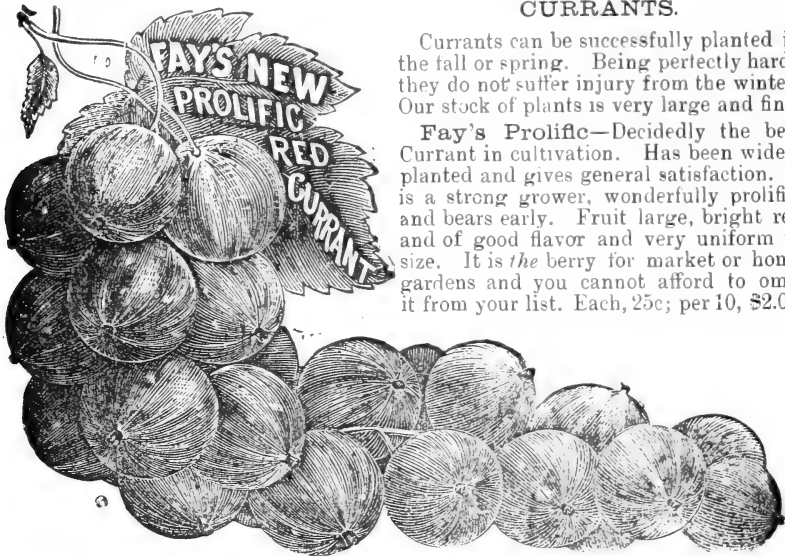 CURRANTS.
Currants can be successfully planted
the fall or spring. Being perfectly
they do not suffer injury from the
Our stock of plants is very large and
Fay's Prolific—Decidedly the
Currant in cultivation. Has been
planted and gives general satisfaction.
is a strong grower, wonderfully
and bears early. Fruit large, bright
and of good flavor and very uniform
size. It is the berry for market or
gardens and you cannot afford to
it from your list. Each, 25c; per 10,
FAY'S NEW
PROLIFIC
RED
CURRANT